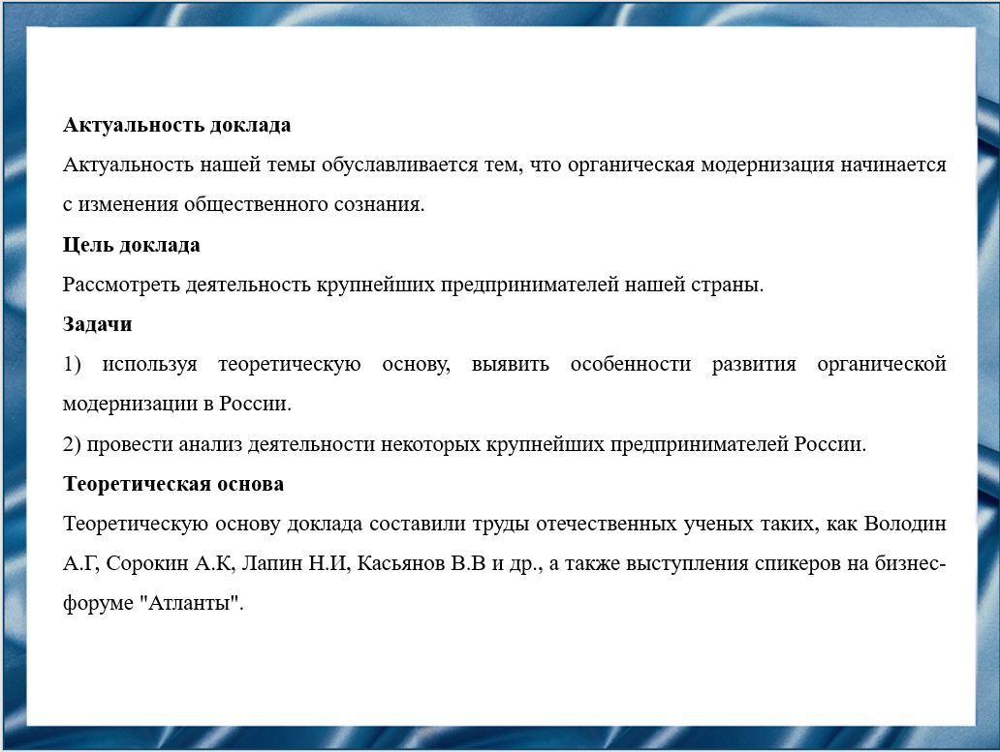 Актуальность доклада
Актуальность нашей темы обуславливается тем, что органическая модернизация начинается
с изменения общественного сознания.
Цель доклада
Рассмотреть деятельность крупнейших предпринимателей нашей страны.
Задачи
1) используя теоретическую основу, выявить особенности развития органической
модернизации в России.
2) провести анализ деятельности некоторых крупнейших предпринимателей России.
Теоретическая основа
Теоретическую основу доклада составили труды отечественных ученых таких, как Володин
А.Г, Сорокин А.К, Лапин Н.И, Касьянов В.В и др., а также выступления спикеров на бизнес-
форуме "Атланты".